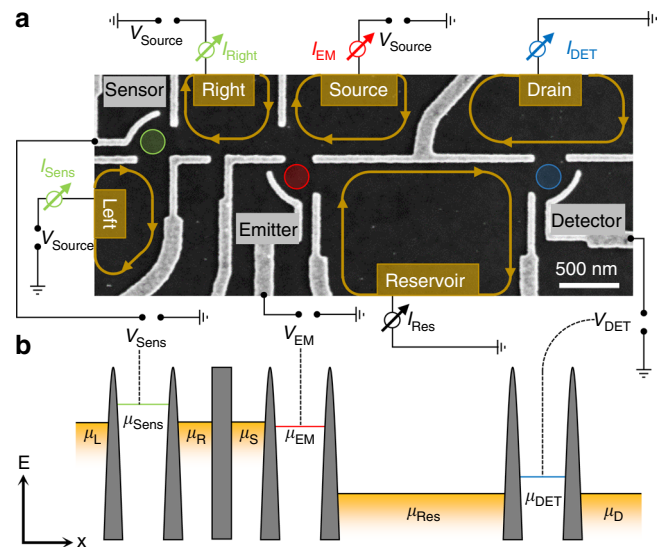 a
V_Source
I_Right
I_EM
V_Source
I_DET
Sensor
Right
Source
Drain
I_Sens
Left
V_Source
Emitter
Detector
Reservoir
500 nm
I_Res
b
V_Sens
V_EM
V_DET
μ_L
μ_Sens
μ_R
μ_S
μ_EM
μ_Res
μ_DET
μ_D
E
x